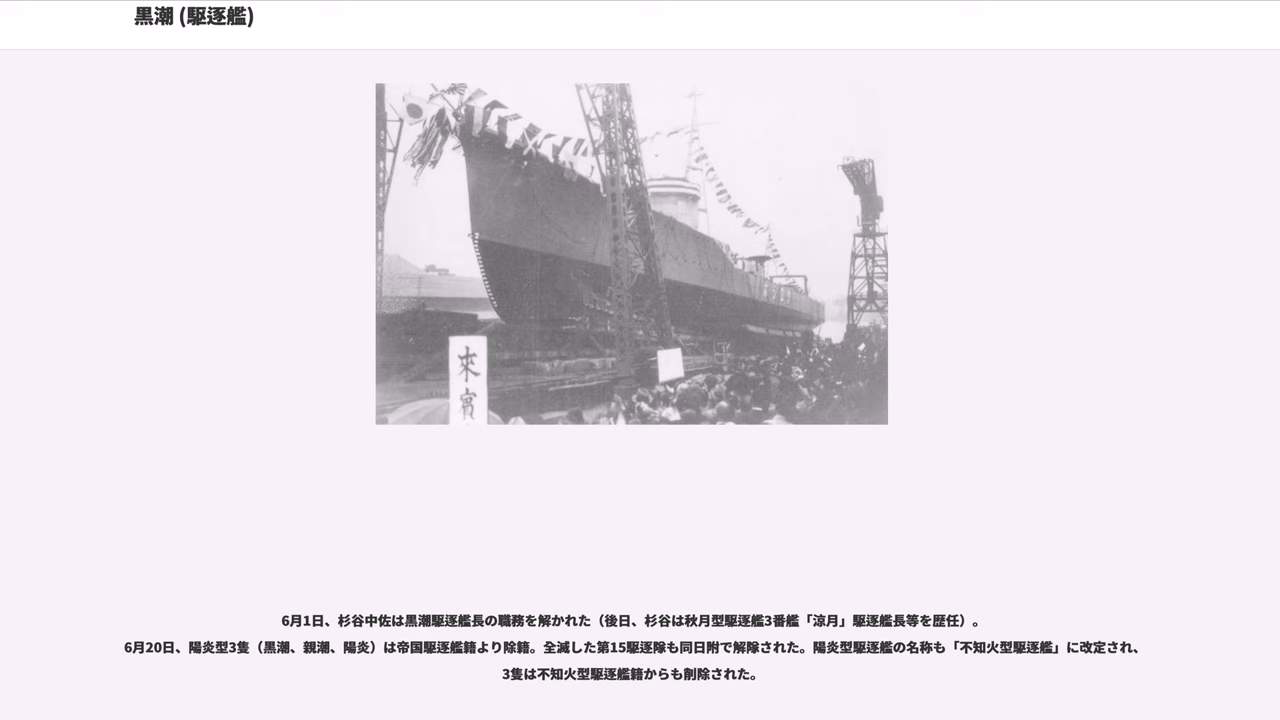 黒潮 (駆逐艦)
來
賓
6月1日、杉谷中佐は黒潮駆逐艦長の職務を解かれた（後日、杉谷は秋月型駆逐艦3番艦「涼月」駆逐艦長等を歴任）。
6月20日、陽炎型3隻（黒潮、親潮、陽炎）は帝国駆逐艦籍より除籍。全滅した第15駆逐隊も同日附で解除された。陽炎型駆逐艦の名称も「不知火型駆逐艦」に改定され、
3隻は不知火型駆逐艦籍からも削除された。